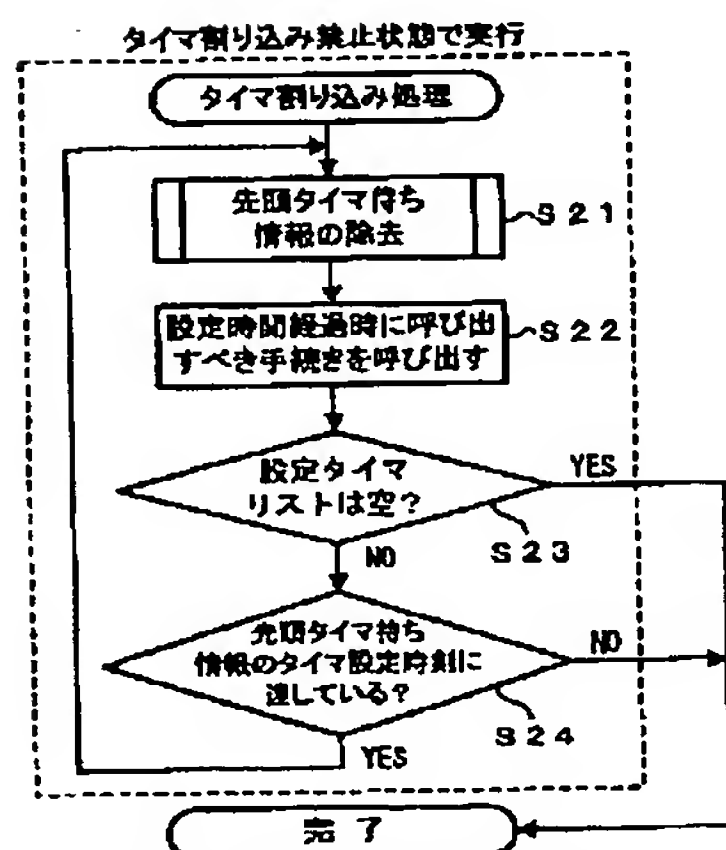 タイマ割り込み禁止状態で実行
タイマ割り込み処理
先頭タイマ待ち
情報の除去
S21
設定時間経過時に呼び出
すべき手続きを呼び出す
S22
設定タイマ
リストは空?
YES
S23
NO
先頭タイマ待ち
情報のタイマ設定時刻に
達している?
NO
S24
YES
完了